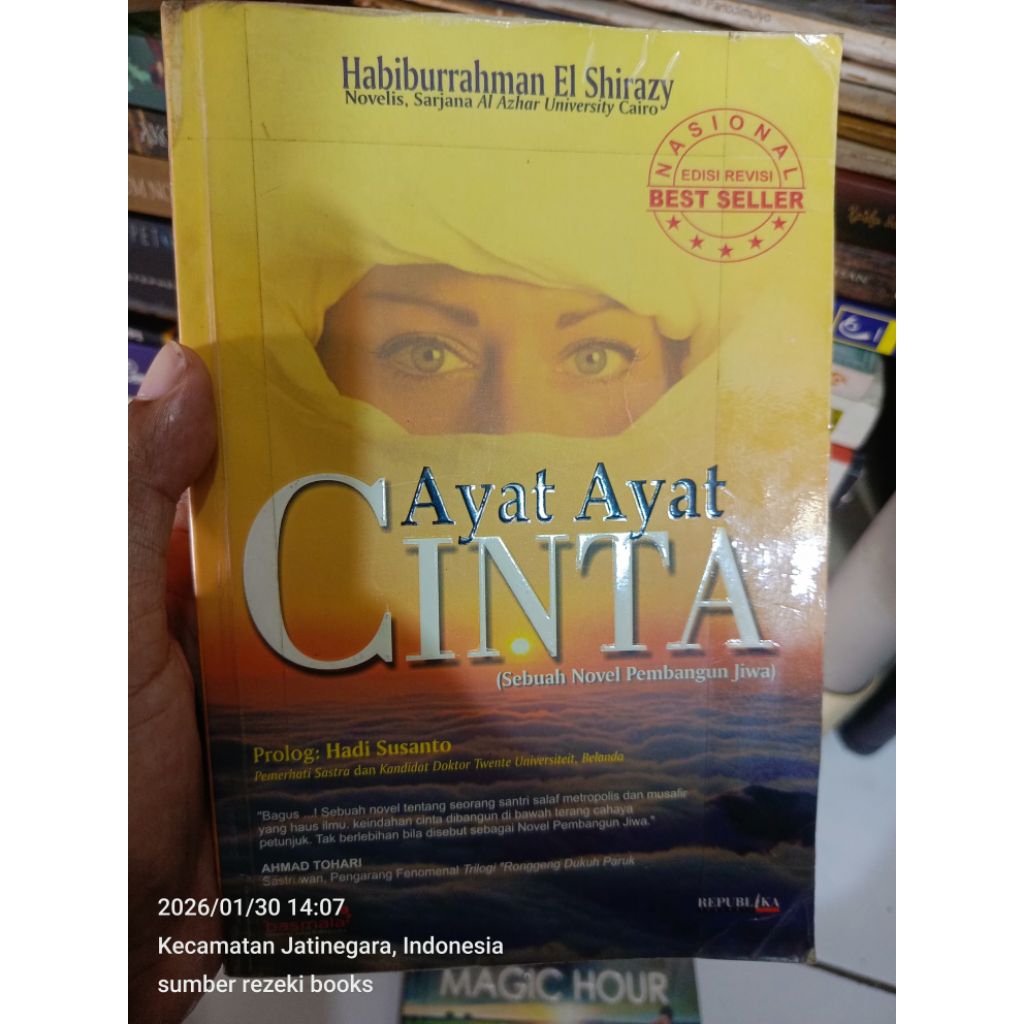 Habiburrahman El Shirazy
Novelis, Sarjana Al Azhar University Cairo
NASIONAL
EDISI REVISI
BEST SELLER
Ayat Ayat
CINTA
(Sebuah Novel Pembangun Jiwa)
Prolog: Hadi Susanto
Pemerhati Sastra dan Kandidat Doktor Twente Universiteit, Belanda
"Bagus ...! Sebuah novel tentang seorang santri salaf metropolis dan musafir
yang haus ilmu. keindahan cinta dibangun di bawah terang cahaya
petunjuk. Tak berlebihan bila disebut sebagai Novel Pembangun Jiwa."
AHMAD TOHARI
Sastrawan, Pengarang Fenomenal Trilogi "Ronggeng Dukuh Paruk
REPUBLIKA
basmala
2026/01/30 14:07
Kecamatan Jatinegara, Indonesia
sumber rezeki books
MAGIC HOUR